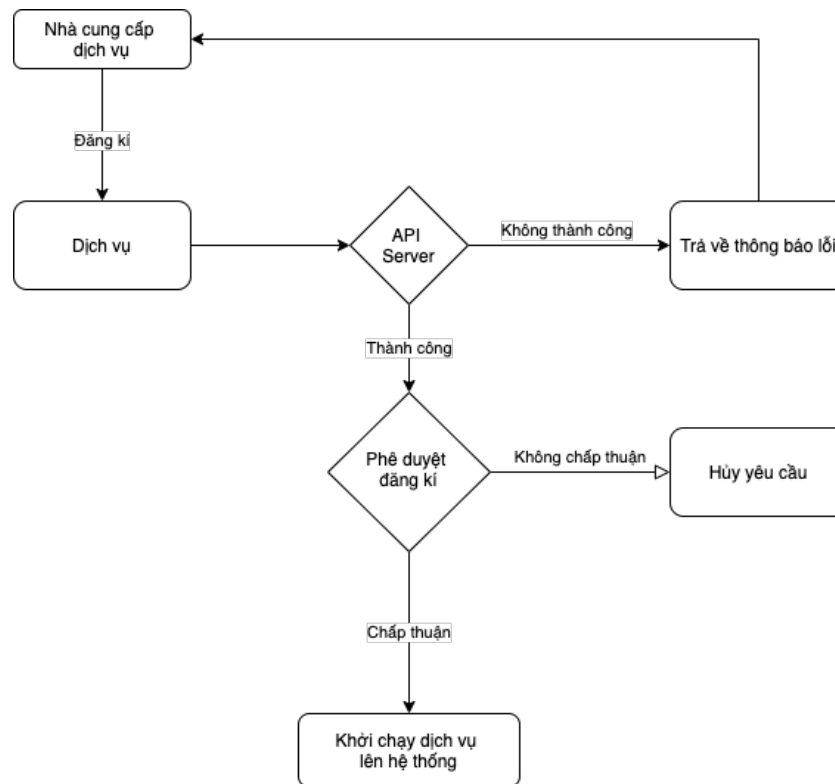 Nhà cung cấp
dịch vụ
Đăng kí
Dịch vụ
API
Server
Không thành công
Trả về thông báo lỗi
Thành công
Phê duyệt
đăng kí
Không chấp thuận
Hủy yêu cầu
Chấp thuận
Khởi chạy dịch vụ
lên hệ thống